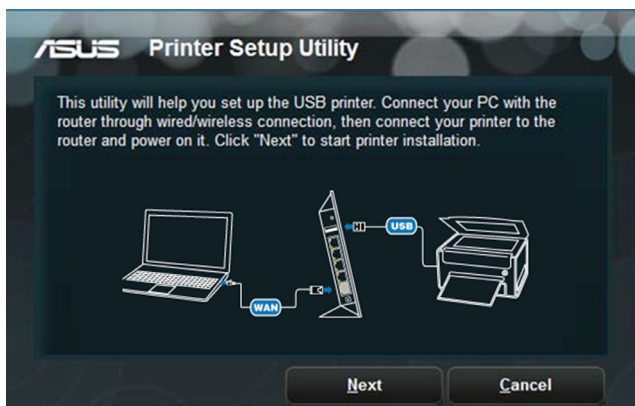 ASUS Printer Setup Utility
This utility will help you set up the USB printer. Connect your PC with the
router through wired/wireless connection, then connect your printer to the
router and power on it. Click "Next" to start printer installation.
USB
WAN
Next Cancel